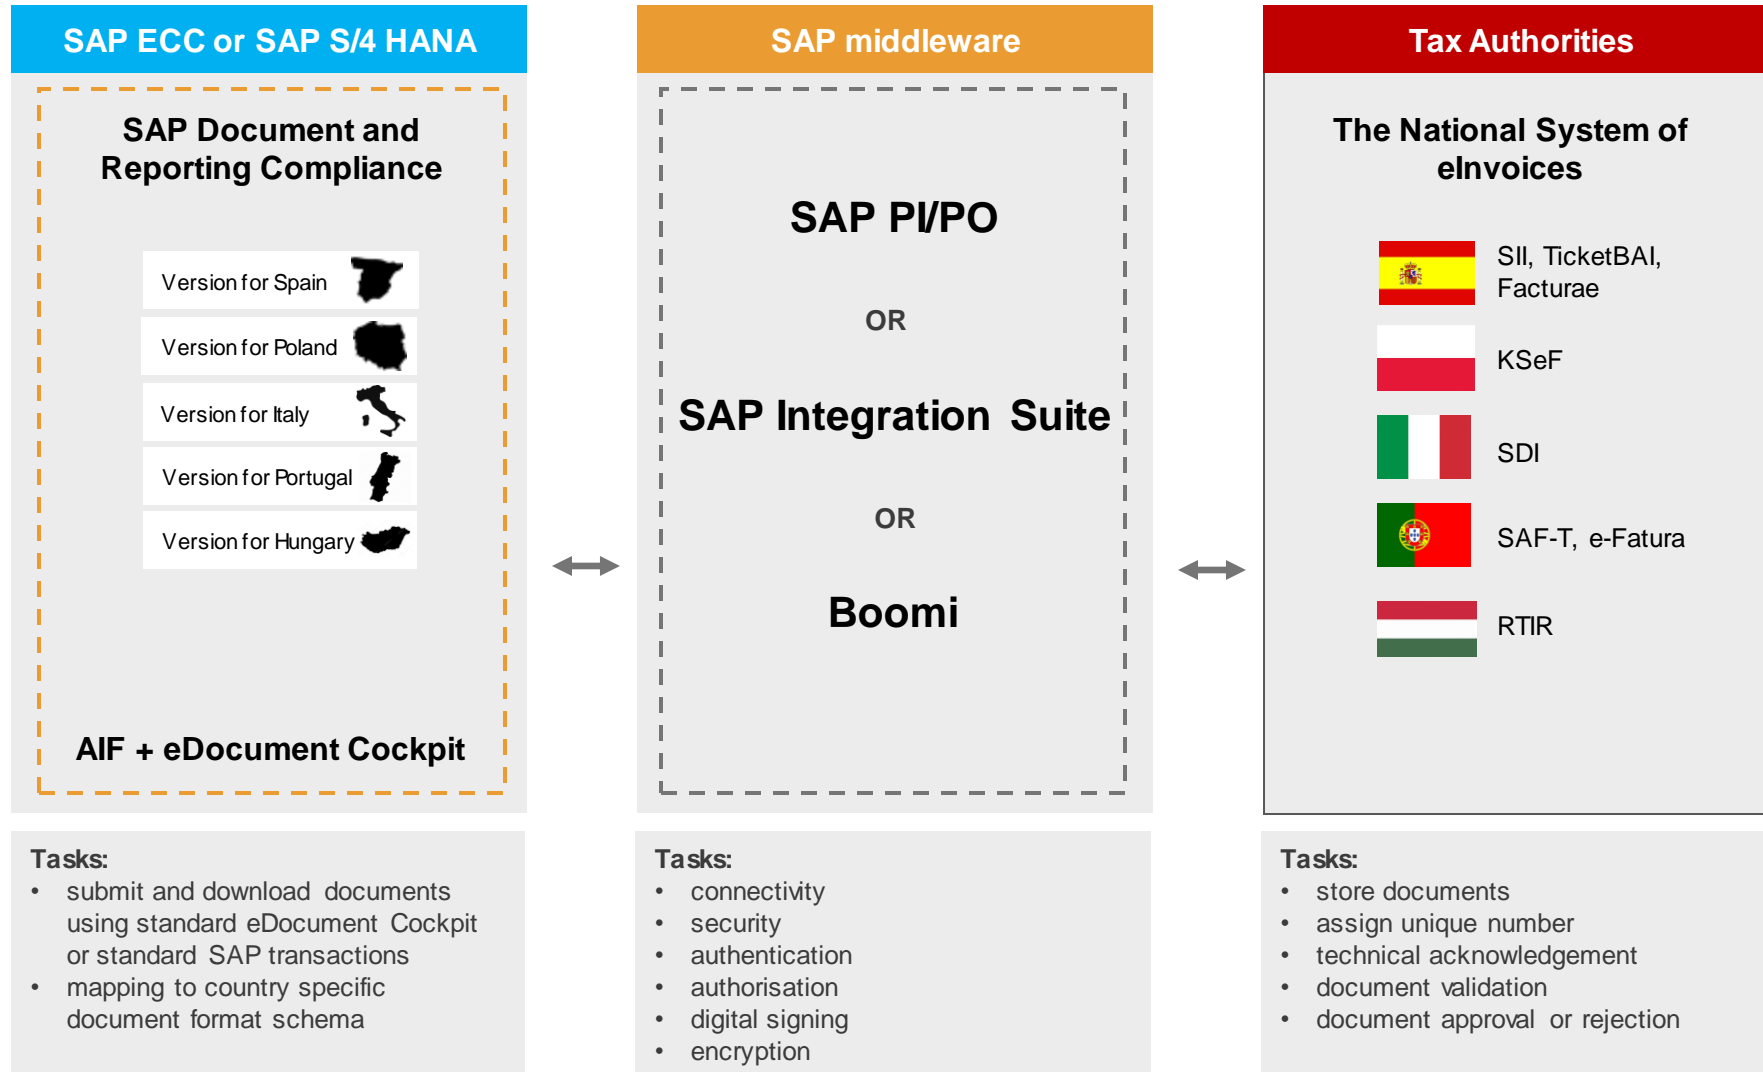 SAP ECC or SAP S/4 HANA
SAP Document and
Reporting Compliance
Version for Spain
Version for Poland
Version for Italy
Version for Portugal
Version for Hungary
AIF + eDocument Cockpit
Tasks:
• submit and download documents
using standard eDocument Cockpit
or standard SAP transactions
• mapping to country specific
document format schema
SAP middleware
SAP PI/PO
OR
SAP Integration Suite
OR
Boomi
Tasks:
• connectivity
• security
• authentication
• authorisation
• digital signing
• encryption
Tax Authorities
The National System of
eInvoices
SII, TicketBAI,
Facturae
KSeF
SDI
SAF-T, e-Fatura
RTIR
Tasks:
• store documents
• assign unique number
• technical acknowledgement
• document validation
• document approval or rejection